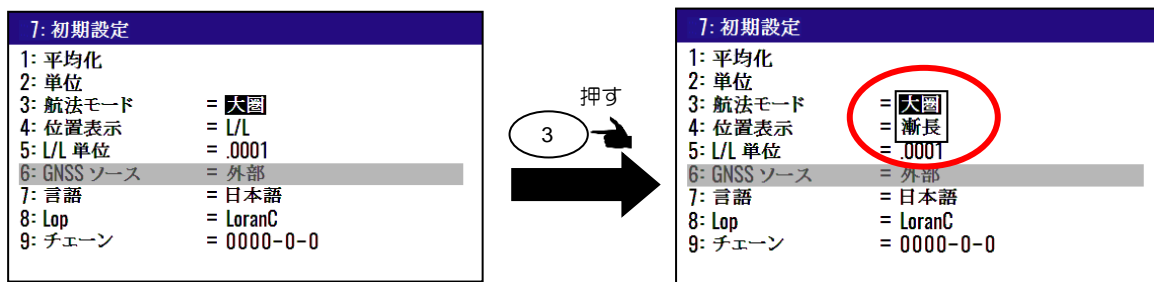 7: 初期設定
1: 平均化
2: 単位
3: 航法モード = 大圏
4: 位置表示 = L/L
5: L/L 単位 = .0001
6: GNSS ソース = 外部
7: 言語 = 日本語
8: Lop = LoranC
9: チェーン = 0000-0-0
押す
3
7: 初期設定
1: 平均化
2: 単位
3: 航法モード = 大圏
4: 位置表示 = 漸長
5: L/L 単位 = .0001
6: GNSS ソース = 外部
7: 言語 = 日本語
8: Lop = LoranC
9: チェーン = 0000-0-0